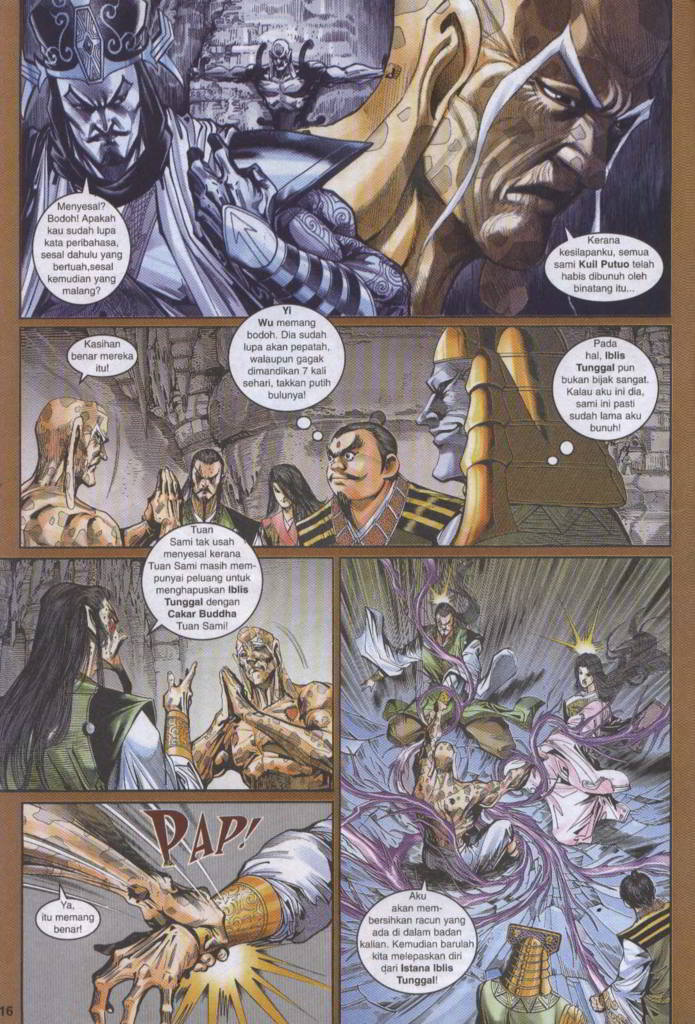 Menyesal?
Bodoh! Apakah
kau sudah lupa
kata peribahasa,
sesal dahulu yang
bertuah,sesal
kemudian yang
malang?
Kerana
kesilapanku, semua
sami Kuil Putuo telah
habis dibunuh oleh
binatang itu...
Kasihan
benar mereka
itu!
Yi
Wu memang
bodoh. Dia sudah
lupa akan pepatah,
walaupun gagak
dimandikan 7 kali
sehari, takkan putih
bulunya!
Pada
hal, Iblis
Tunggal pun
bukan bijak sangat.
Kalau aku ini dia,
sami ini pasti
sudah lama aku
bunuh!
Tuan
Sami tak usah
menyesal kerana
Tuan Sami masih mem-
punyai peluang untuk
menghapuskan Iblis
Tunggal dengan
Cakar Buddha
Tuan Sami!
PAP!
Ya,
itu memang
benar!
Aku
akan mem-
bersihkan racun yang
ada di dalam badan
kalian. Kemudian barulah
kita melepaskan diri
dari Istana Iblis
Tunggal!
16